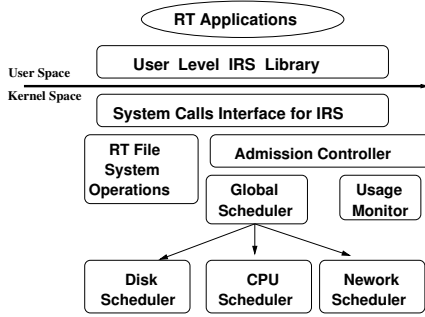 RT Applications
User Level IRS Library
User Space
Kernel Space
System Calls Interface for IRS
RT File
System
Operations
Admission Controller
Global
Scheduler
Usage
Monitor
Disk
Scheduler
CPU
Scheduler
Nework
Scheduler